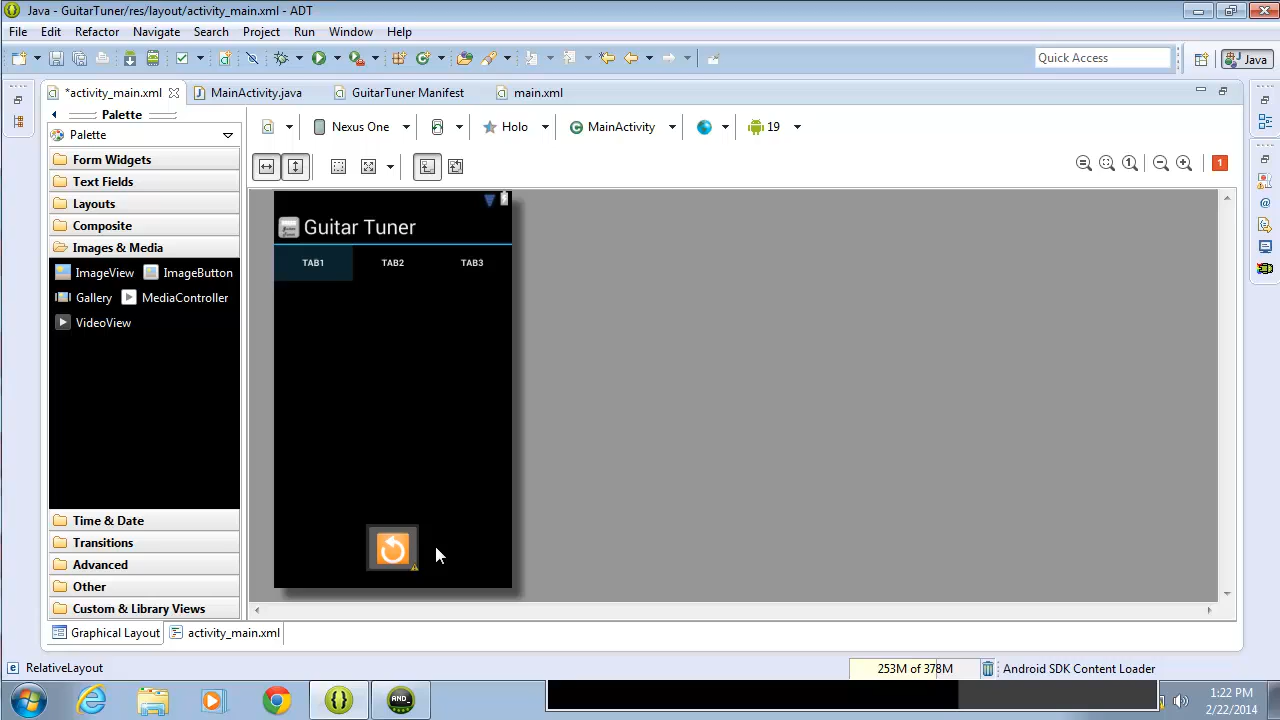 Java - GuitarTuner/res/layout/activity_main.xml - ADT
File Edit Refactor Navigate Search Project Run Window Help
Quick Access Java
*activity_main.xml MainActivity.java GuitarTuner Manifest main.xml
Palette
Palette
Nexus One Holo MainActivity 19
Form Widgets
Text Fields
1 1
Layouts
Composite
Guitar Tuner
Images & Media
TAB1 TAB2 TAB3
ImageView ImageButton
Gallery MediaController
VideoView
Time & Date
Transitions
Advanced
Other
Custom & Library Views
Graphical Layout activity_main.xml
RelativeLayout 253M of 378M Android SDK Content Loader
AND_
1:22 PM
2/22/2014